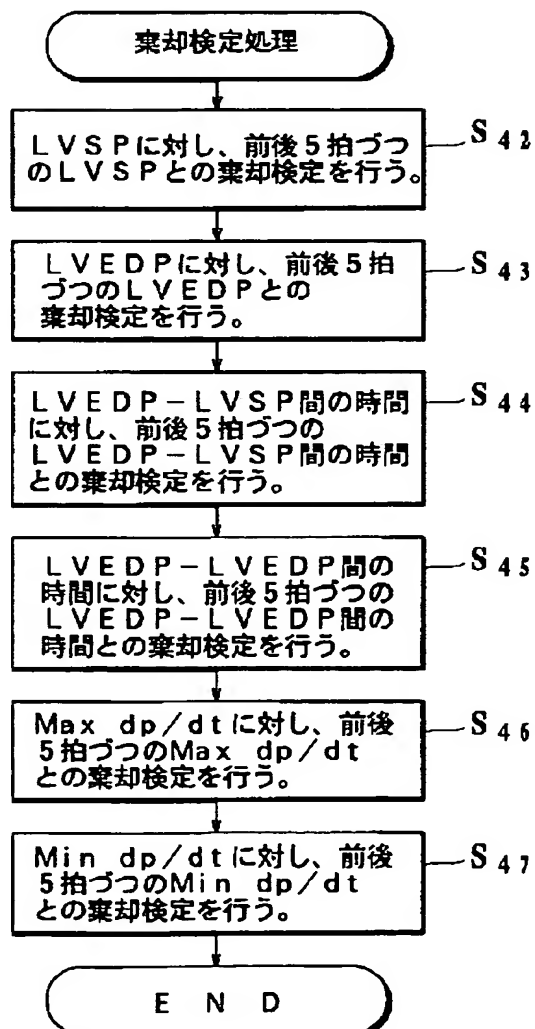 棄却検定処理
LVSPに対し、前後5拍づつ
のLVSPとの棄却検定を行う。
S42
LVEDPに対し、前後5拍
づつのLVEDPとの
棄却検定を行う。
S43
LVEDP－LVSP間の時間
に対し、前後5拍づつの
LVEDP－LVSP間の時間
との棄却検定を行う。
S44
LVEDP－LVEDP間の
時間に対し、前後5拍づつの
LVEDP－LVEDP間の
時間との棄却検定を行う。
S45
Max dp/dtに対し、前後
5拍づつのMax dp/dt
との棄却検定を行う。
S46
Min dp/dtに対し、前後
5拍づつのMin dp/dt
との棄却検定を行う。
S47
END